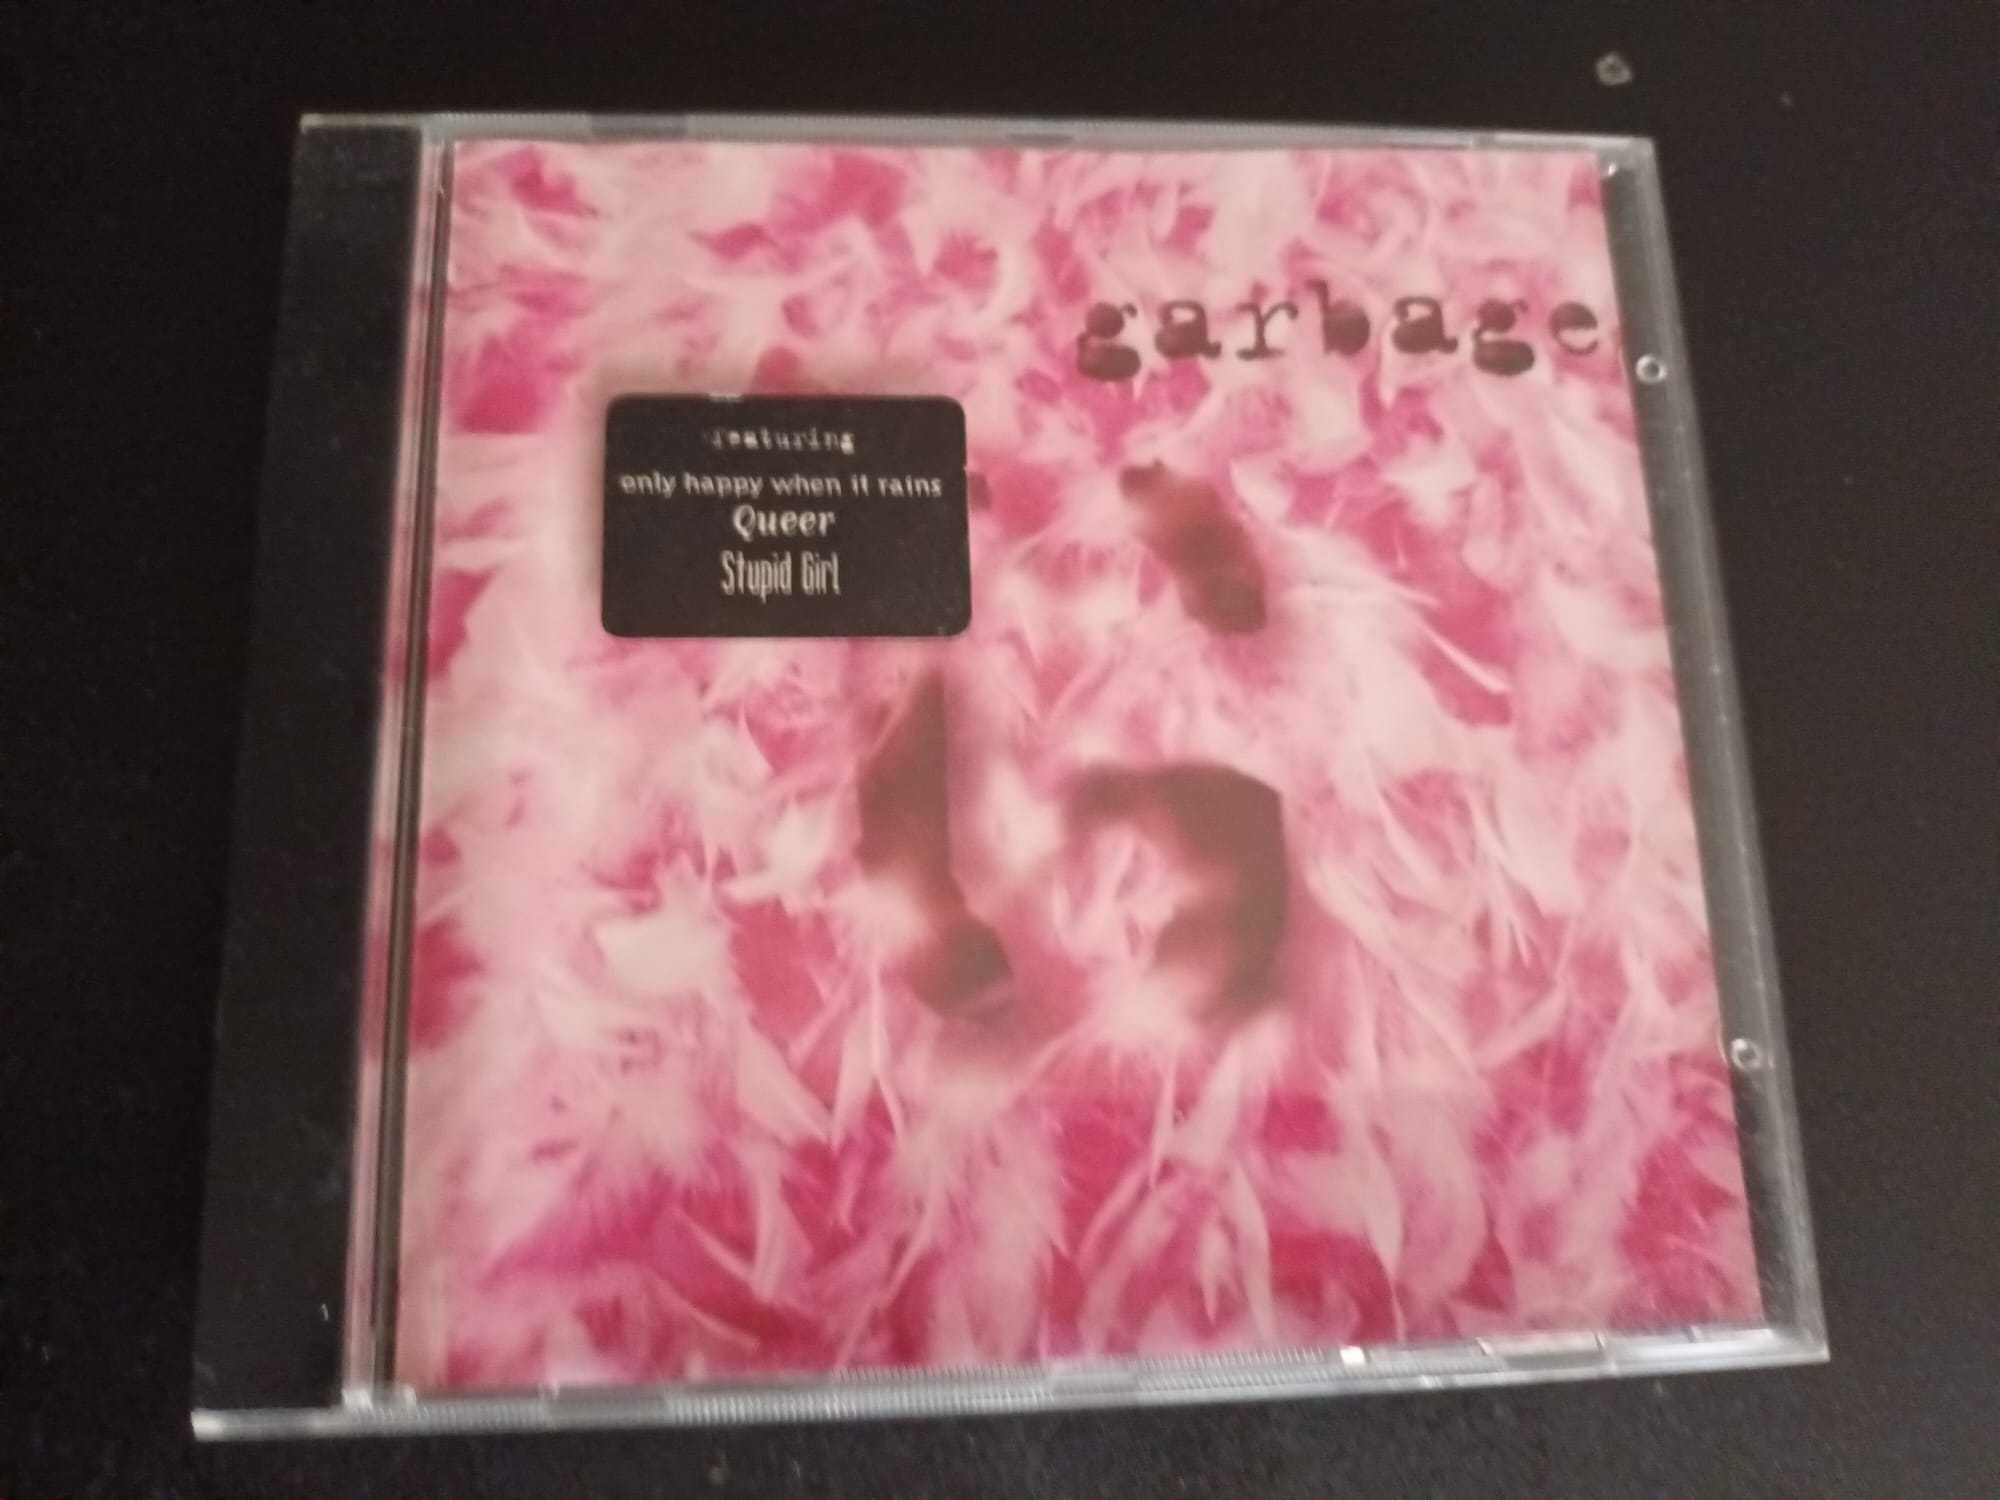 garbage
featuring
only happy when it rains
Queer
Stupid Girl